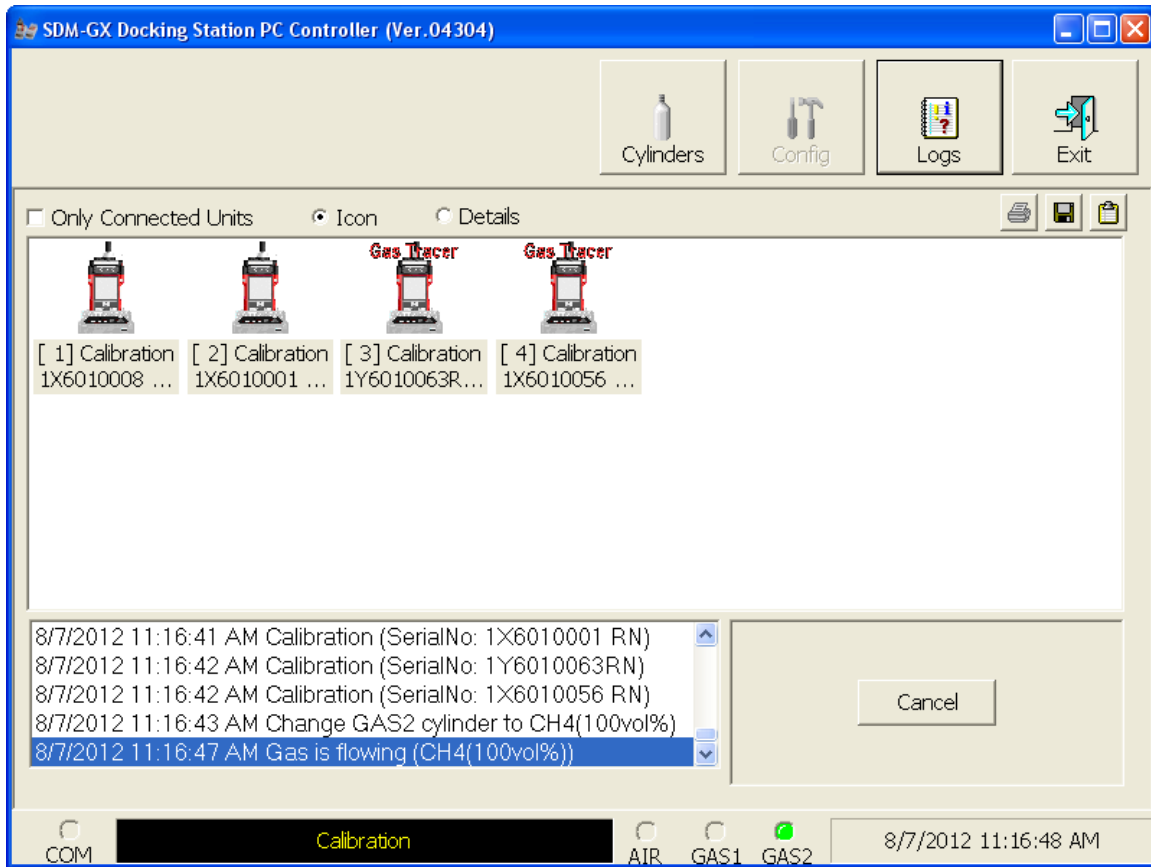 SDM-GX Docking Station PC Controller (Ver.04304)
Cylinders
Config
Logs
Exit
Only Connected Units
Icon
Details
Gas Tracer
Gas Tracer
[ 1] Calibration
1X6010008 ...
[ 2] Calibration
1X6010001 ...
[ 3] Calibration
1Y6010063R...
[ 4] Calibration
1X6010056 ...
8/7/2012 11:16:41 AM Calibration (SerialNo: 1X6010001 RN)
8/7/2012 11:16:42 AM Calibration (SerialNo: 1Y6010063RN)
8/7/2012 11:16:42 AM Calibration (SerialNo: 1X6010056 RN)
8/7/2012 11:16:43 AM Change GAS2 cylinder to CH4(100vol%)
8/7/2012 11:16:47 AM Gas is flowing (CH4(100vol%))
Cancel
COM
Calibration
AIR
GAS1
GAS2
8/7/2012 11:16:48 AM